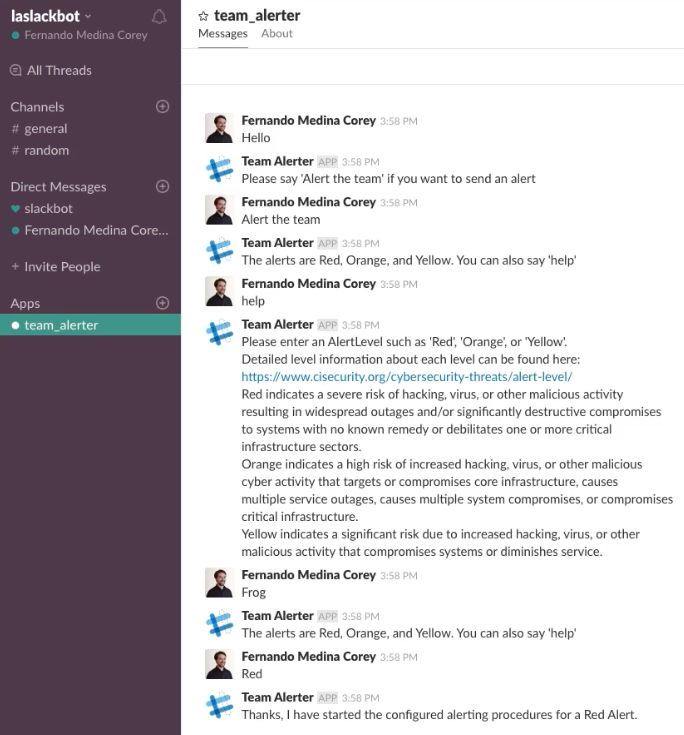 laslackbot
Fernando Medina Corey
All Threads
Channels
# general
# random
Direct Messages
slackbot
Fernando Medina Core...
+ Invite People
Apps
team_alerter
team_alerter
Messages About
Fernando Medina Corey 3:58 PM
Hello
Team Alerter APP 3:58 PM
Please say 'Alert the team' if you want to send an alert
Fernando Medina Corey 3:58 PM
Alert the team
Team Alerter APP 3:58 PM
The alerts are Red, Orange, and Yellow. You can also say 'help'
Fernando Medina Corey 3:58 PM
help
Team Alerter APP 3:58 PM
Please enter an AlertLevel such as 'Red', 'Orange', or 'Yellow'.
Detailed level information about each level can be found here:
https://www.cisecurity.org/cybersecurity-threats/alert-level/
Red indicates a severe risk of hacking, virus, or other malicious activity
resulting in widespread outages and/or significantly destructive compromises
to systems with no known remedy or debilitates one or more critical
infrastructure sectors.
Orange indicates a high risk of increased hacking, virus, or other malicious
cyber activity that targets or compromises core infrastructure, causes
multiple service outages, causes multiple system compromises, or compromises
critical infrastructure.
Yellow indicates a significant risk due to increased hacking, virus, or other
malicious activity that compromises systems or diminishes service.
Fernando Medina Corey 3:58 PM
Frog
Team Alerter APP 3:58 PM
The alerts are Red, Orange, and Yellow. You can also say 'help'
Fernando Medina Corey 3:58 PM
Red
Team Alerter APP 3:58 PM
Thanks, I have started the configured alerting procedures for a Red Alert.